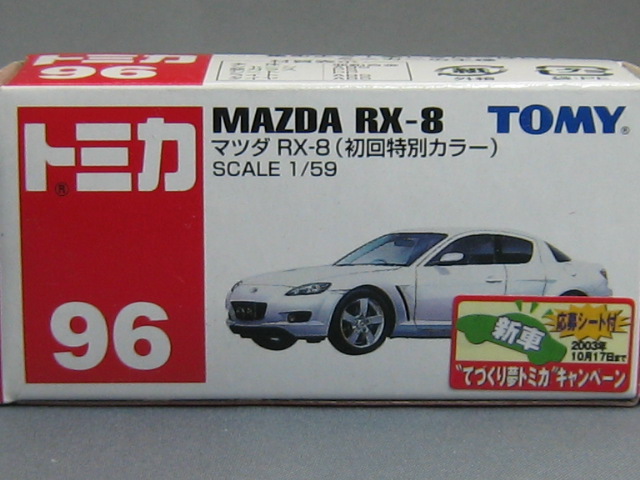 トミカ
96
トミカ®
MAZDA RX-8
TOMY®
マツダ RX-8(初回特別カラー)
SCALE 1/59
96
新車
応募シート付
2003年
10月17日まで
"てづくり夢トミカ"キャンペーン